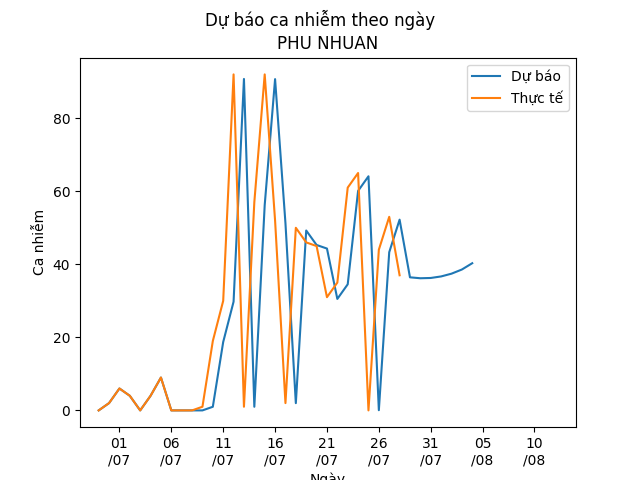 Dự báo ca nhiễm theo ngày
PHU NHUAN
Dự báo
Thực tế
Ca nhiễm
80
60
40
20
0
01 06 11 16 21 26 31 05 10
/07 /07 /07 /07 /07 /07 /07 /08 /08
Ngày